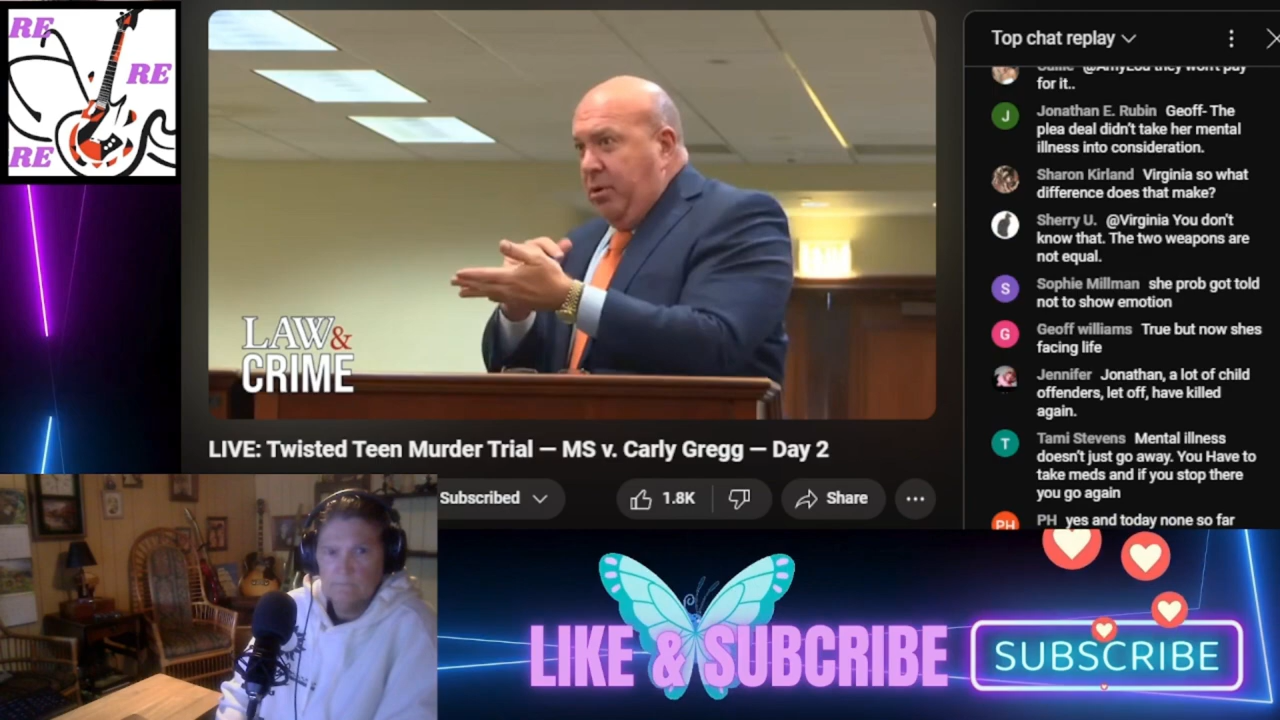 RE
RE
RE
LAW&
CRIME
LIVE: Twisted Teen Murder Trial — MS v. Carly Gregg — Day 2
Subscribed
1.8K
Share
Top chat replay
@AmyLou they won't pay
for it..
J
Jonathan E. Rubin Geoff- The
plea deal didn't take her mental
illness into consideration.
Sharon Kirland Virginia so what
difference does that make?
Sherry U. @Virginia You don't
know that. The two weapons are
not equal.
S
Sophie Millman she prob got told
not to show emotion
G
Geoff williams True but now shes
facing life
Jennifer Jonathan, a lot of child
offenders, let off, have killed
again.
T
Tami Stevens Mental illness
doesn't just go away. You Have to
take meds and if you stop there
you go again
PH
PH yes and today none so far
LIKE & SUBCRIBE
SUBSCRIBE